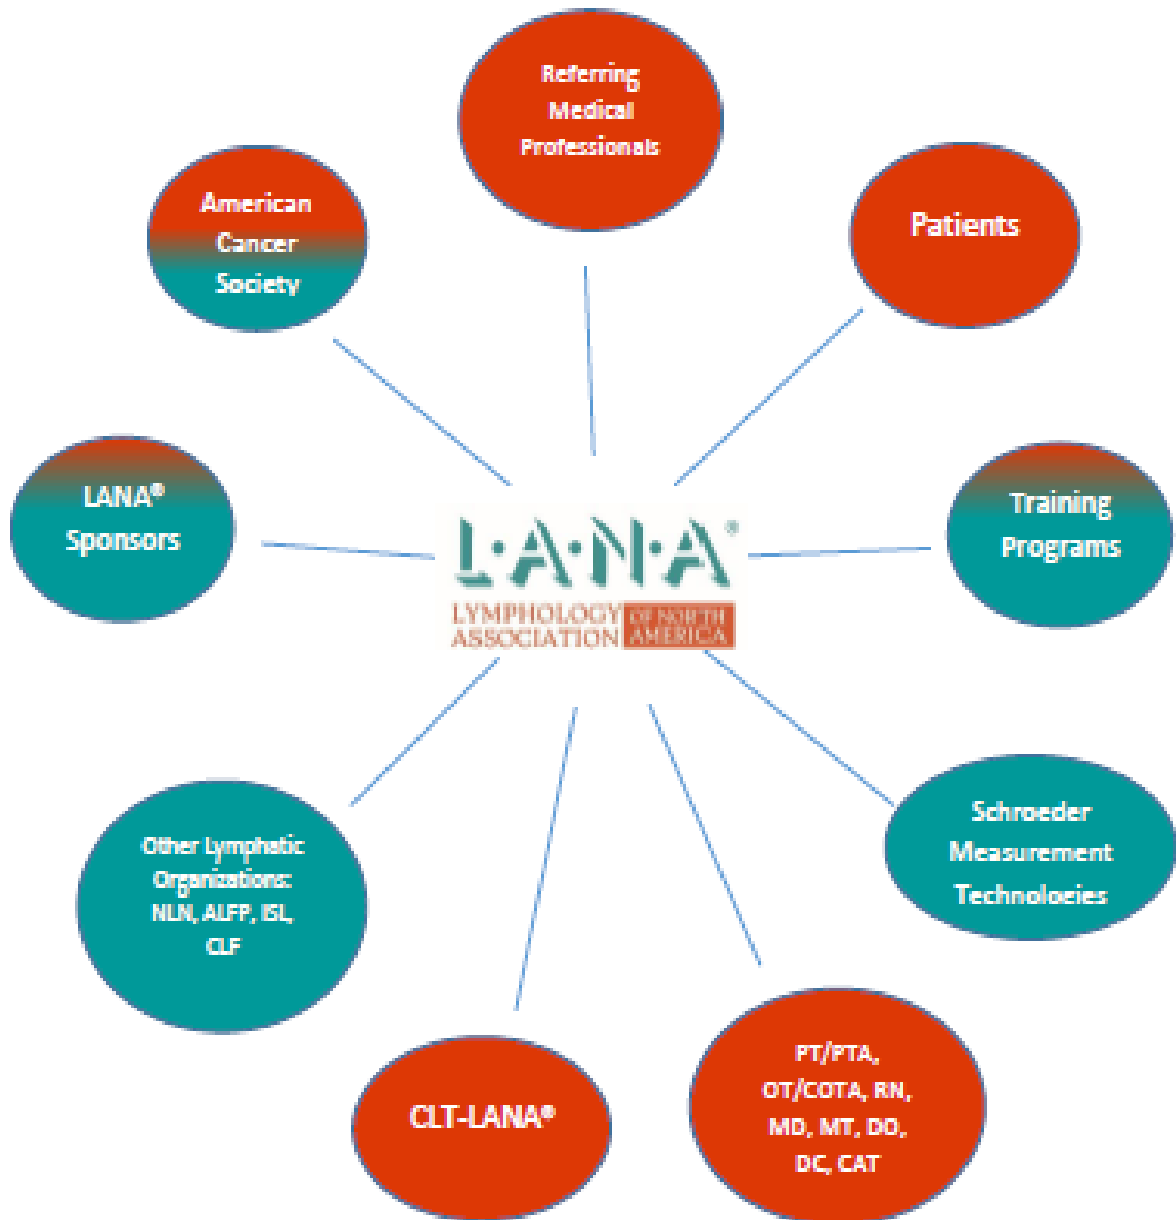 Referring
Medical
Professionals
American
Cancer
Society
Patients
LANA®
Sponsors
Training
Programs
L·A·N·A®
LYMPHOLOGY OF NORTH
ASSOCIATION AMERICA
Schroeder
Measurement
Technologies
Other Lymphatic
Organizations:
NLN, ALFP, ISL,
CLF
PT/PTA,
OT/COTA, RN,
MD, MT, DO,
DC, CAT
CLT-LANA®